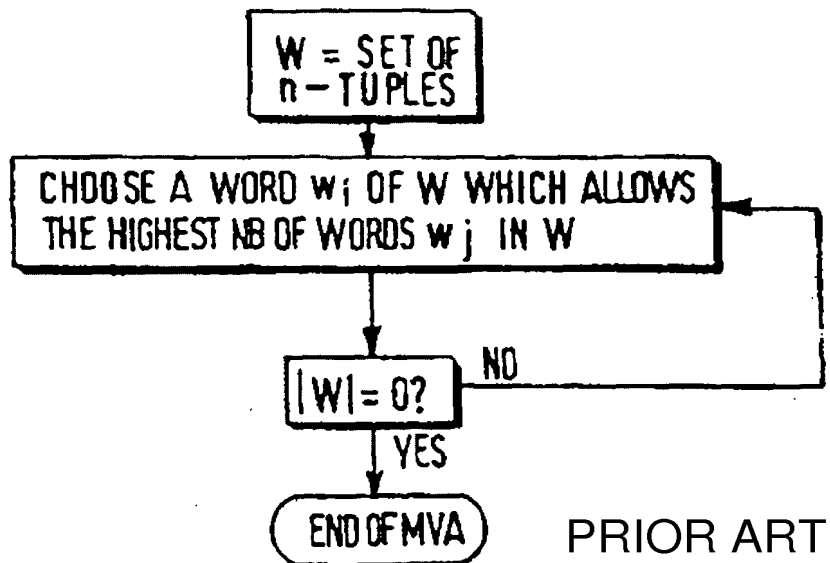 W = SET OF
n-TUPLES
CHOOSE A WORD wi OF W WHICH ALLOWS
THE HIGHEST NB OF WORDS wj IN W
|W| = 0?
NO
YES
END OF MVA
PRIOR ART